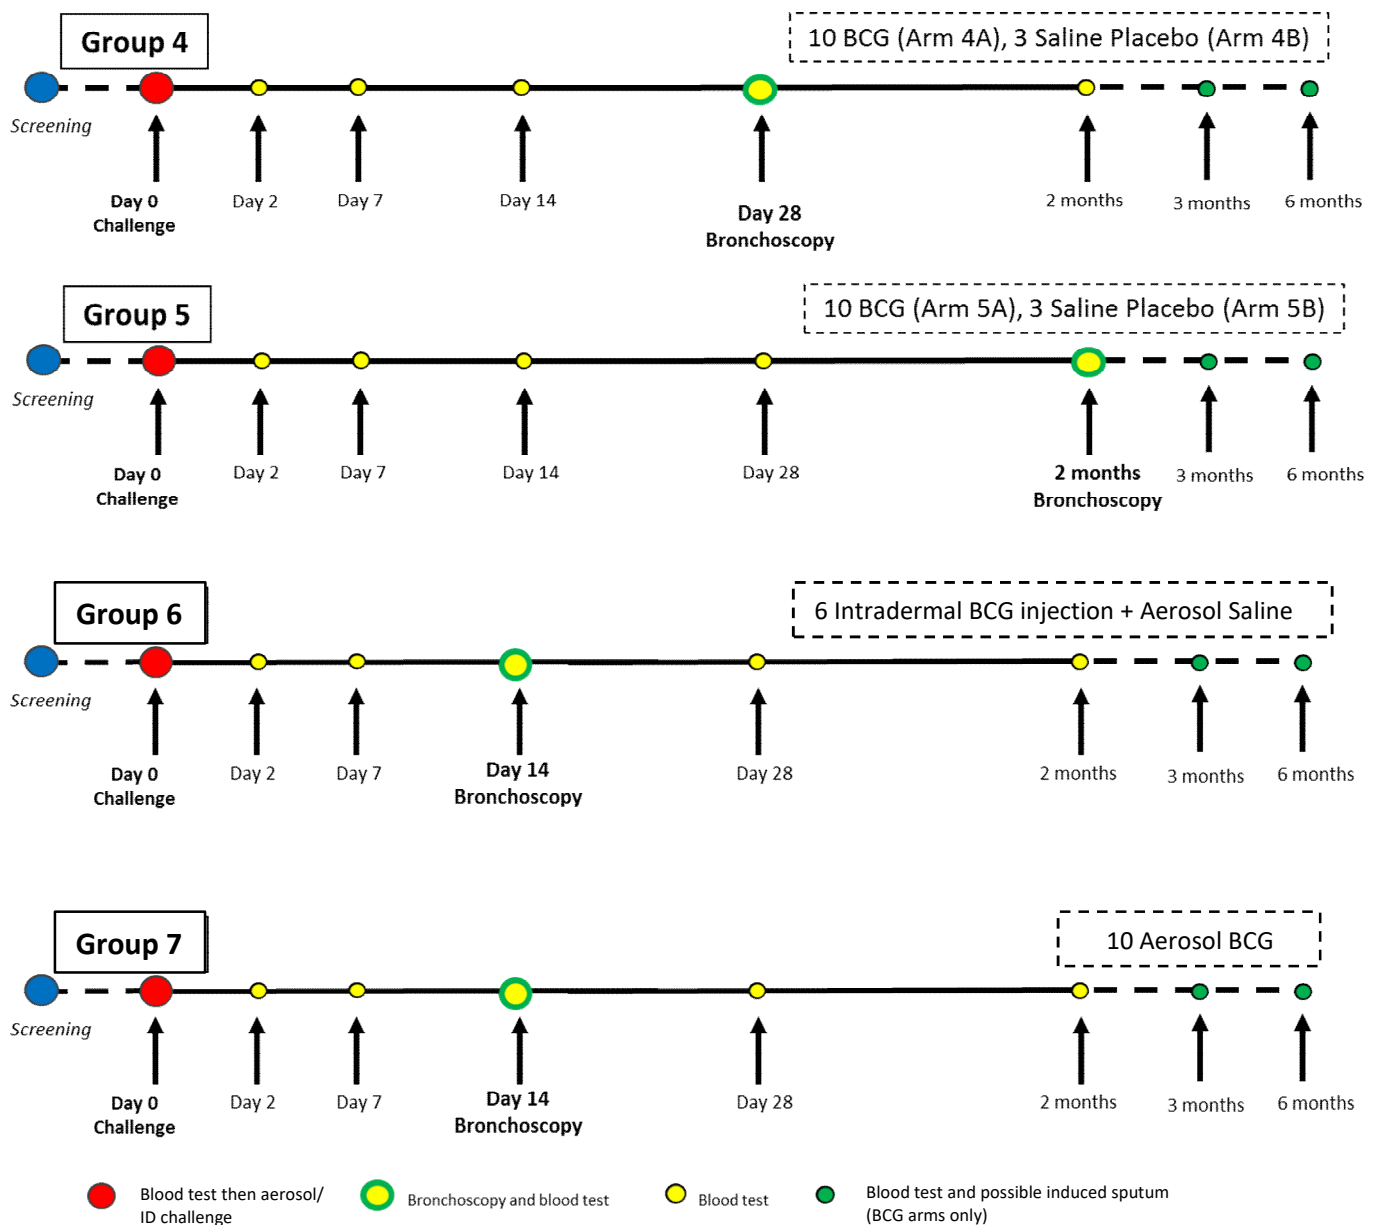 Group 4
10 BCG (Arm 4A), 3 Saline Placebo (Arm 4B)
Screening
Day 0
Challenge
Day 2
Day 7
Day 14
Day 28
Bronchoscopy
2 months
3 months
6 months
Group 5
10 BCG (Arm 5A), 3 Saline Placebo (Arm 5B)
Screening
Day 0
Challenge
Day 2
Day 7
Day 14
Day 28
2 months
Bronchoscopy
3 months
6 months
Group 6
6 Intradermal BCG injection + Aerosol Saline
Screening
Day 0
Challenge
Day 2
Day 7
Day 14
Bronchoscopy
Day 28
2 months
3 months
6 months
Group 7
10 Aerosol BCG
Screening
Day 0
Challenge
Day 2
Day 7
Day 14
Bronchoscopy
Day 28
2 months
3 months
6 months
Blood test then aerosol/
ID challenge
Bronchoscopy and blood test
Blood test
Blood test and possible induced sputum
(BCG arms only)